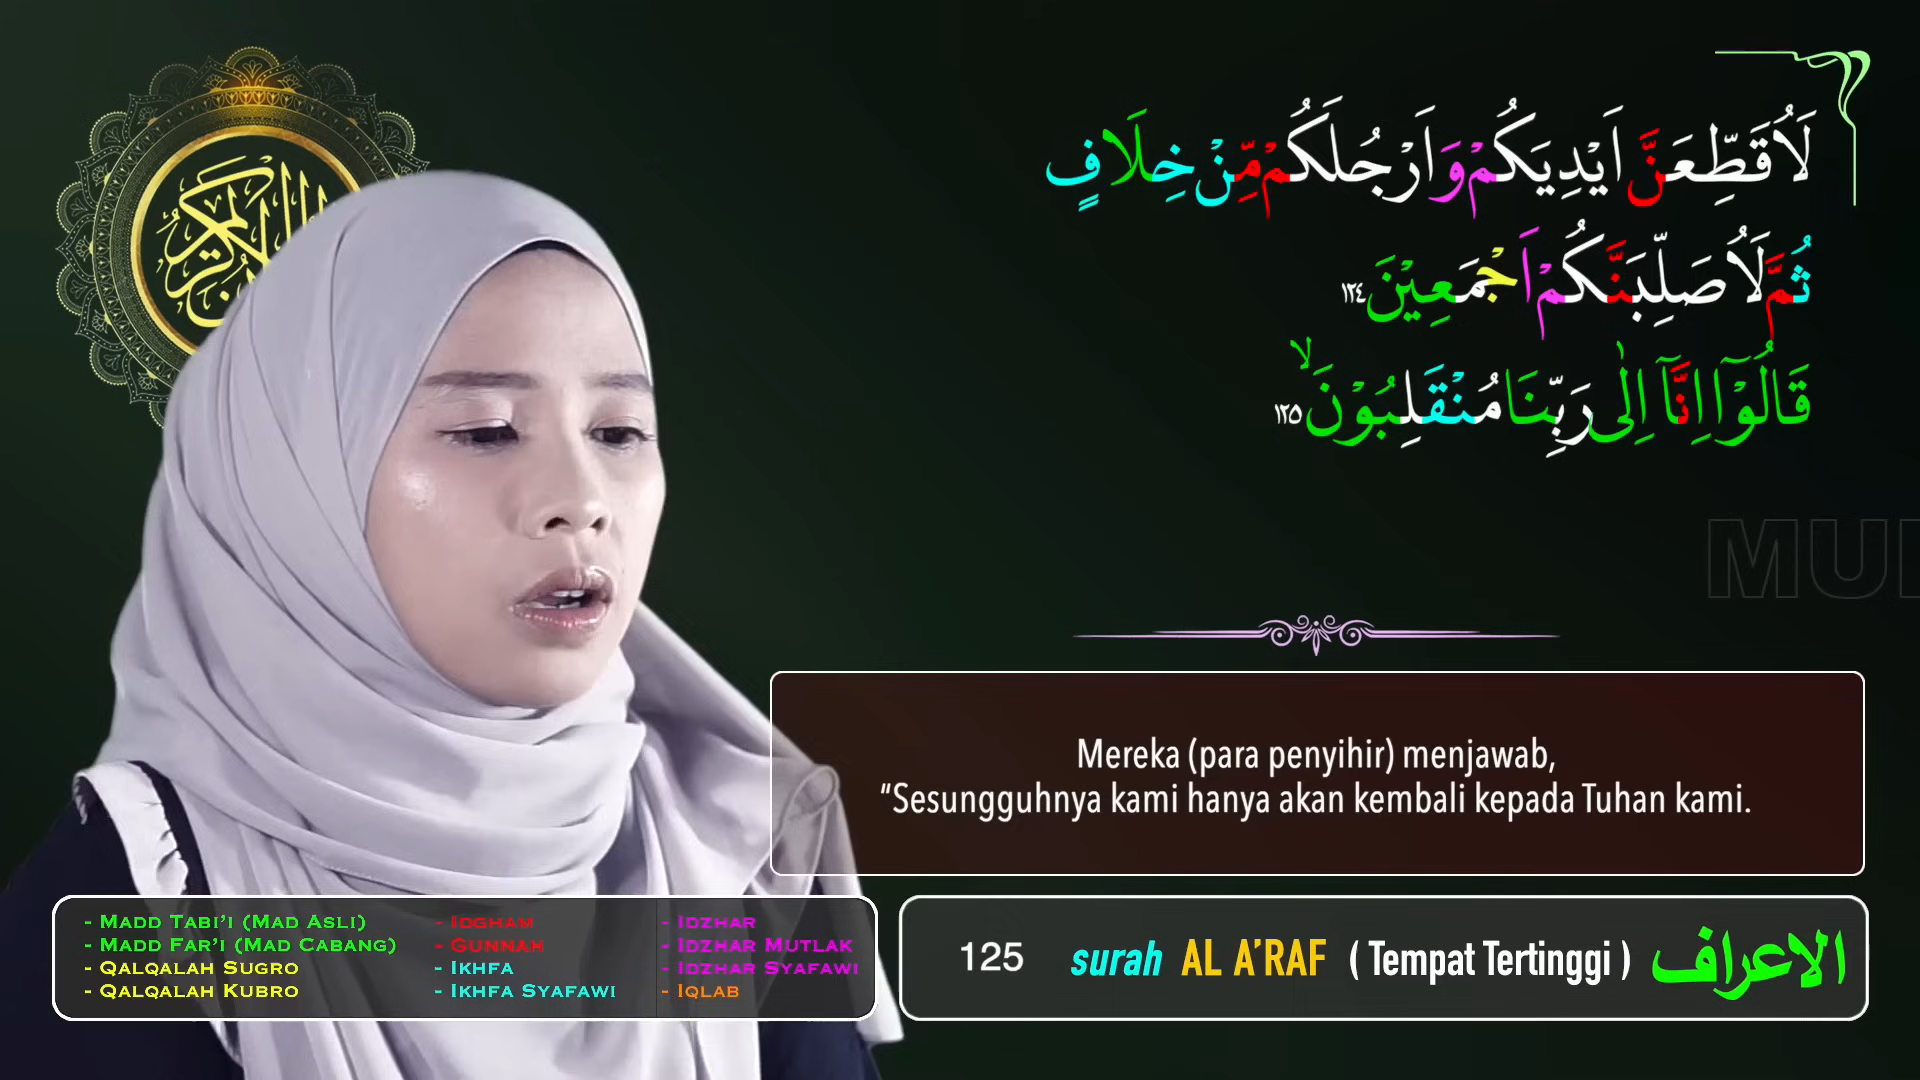 لَاُقَطِّعَنَّ اَيْدِيَكُمْ وَاَرْجُلَكُمْ مِّنْ خِلَافٍ
ثُمَّ لَاُصَلِّبَنَّكُمْ اَجْمَعِيْنَ ١٢٤
قَالُوْٓا اِنَّآ اِلٰى رَبِّنَا مُنْقَلِبُوْنَۙ ١٢٥
MU
Mereka (para penyihir) menjawab,
"Sesungguhnya kami hanya akan kembali kepada Tuhan kami.
- Madd Tabi'i (Mad Asli)
- Madd Far'i (Mad Cabang)
- Qalqalah Sugro
- Qalqalah Kubro
- Idgham
- Gunnah
- Ikhfa
- Ikhfa Syafawi
- Idzhar
- Idzhar Mutlak
- Idzhar Syafawi
- Iqlab
125 surah AL A'RAF ( Tempat Tertinggi ) الاعراف